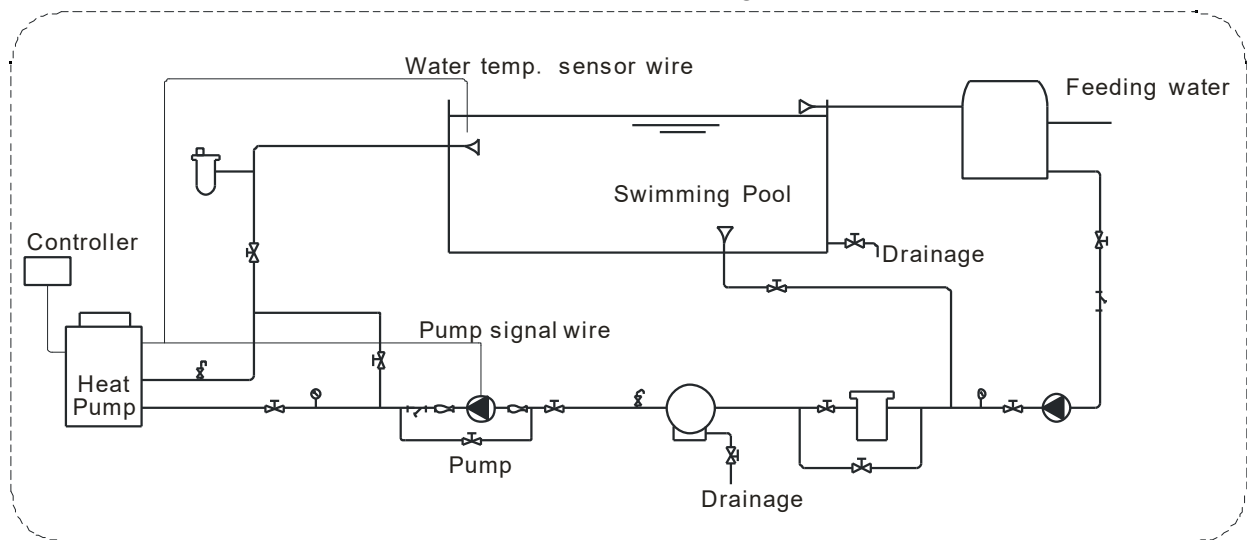 Water temp. sensor wire
Feeding water
Swimming Pool
Controller
Drainage
Pump signal wire
Heat
Pump
Pump
Drainage